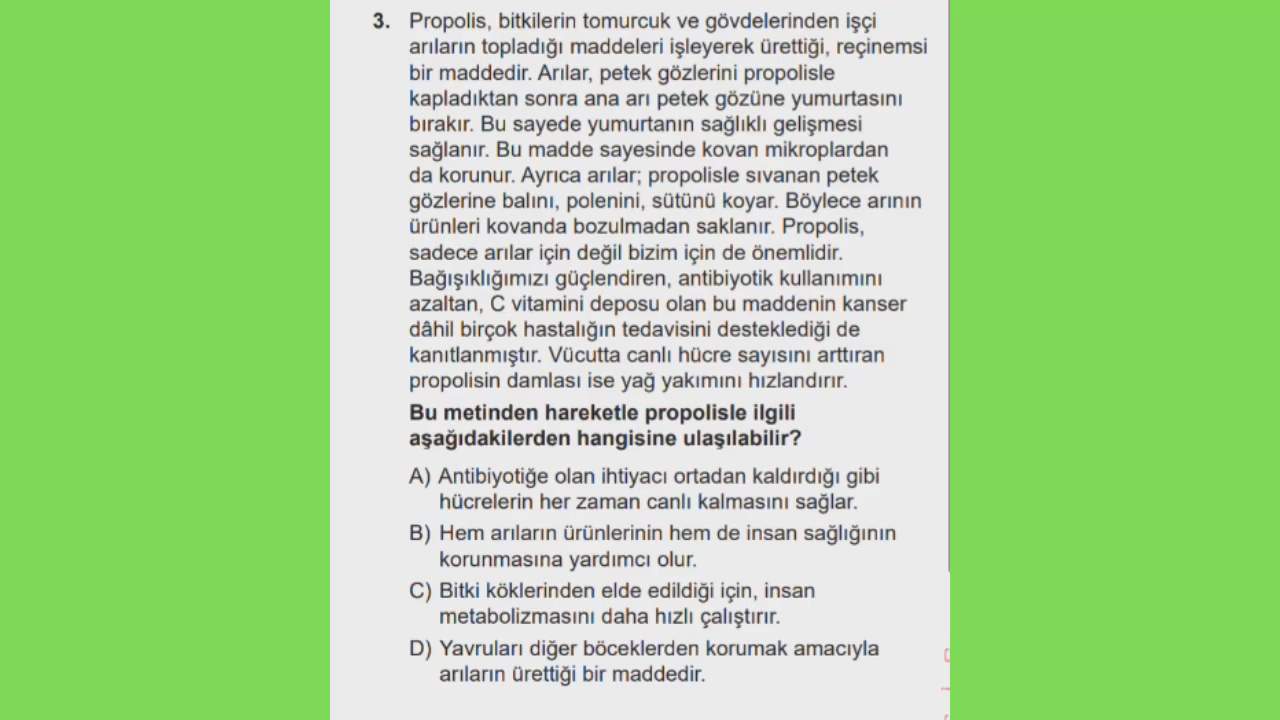 3. Propolis, bitkilerin tomurcuk ve gövdelerinden işçi
arıların topladığı maddeleri işleyerek ürettiği, reçinemsi
bir maddedir. Arılar, petek gözlerini propolisle
kapladıktan sonra ana arı petek gözüne yumurtasını
bırakır. Bu sayede yumurtanın sağlıklı gelişmesi
sağlanır. Bu madde sayesinde kovan mikroplardan
da korunur. Ayrıca arılar; propolisle sıvanan petek
gözlerine balını, polenini, sütünü koyar. Böylece arının
ürünleri kovanda bozulmadan saklanır. Propolis,
sadece arılar için değil bizim için de önemlidir.
Bağışıklığımızı güçlendiren, antibiyotik kullanımını
azaltan, C vitamini deposu olan bu maddenin kanser
dâhil birçok hastalığın tedavisini desteklediği de
kanıtlanmıştır. Vücutta canlı hücre sayısını arttıran
propolisin damlası ise yağ yakımını hızlandırır.
Bu metinden hareketle propolisle ilgili
aşağıdakilerden hangisine ulaşılabilir?
A) Antibiyotiğe olan ihtiyacı ortadan kaldırdığı gibi
hücrelerin her zaman canlı kalmasını sağlar.
B) Hem arıların ürünlerinin hem de insan sağlığının
korunmasına yardımcı olur.
C) Bitki köklerinden elde edildiği için, insan
metabolizmasını daha hızlı çalıştırır.
D) Yavruları diğer böceklerden korumak amacıyla
arıların ürettiği bir maddedir.